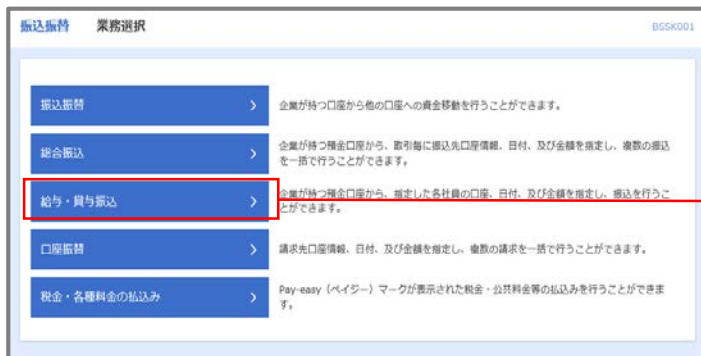 振込振替 業務選択 BSSK001
振込振替 企業が持つ口座から他の口座への資金移動を行うことができます。
総合振込 企業が持つ預金口座から、取引毎に振込先口座情報、日付、及び金額を指定し、複数の振込
を一括で行うことができます。
給与・賞与振込 企業が持つ預金口座から、指定した各社員の口座、日付、及び金額を指定し、振込を行うこ
とができます。
口座振替 請求先口座情報、日付、及び金額を指定し、複数の請求を一括で行うことができます。
税金・各種料金の払込み Pay-easy（ペイジー）マークが表示された税金・公共料金等の払込みを行うことができま
す。